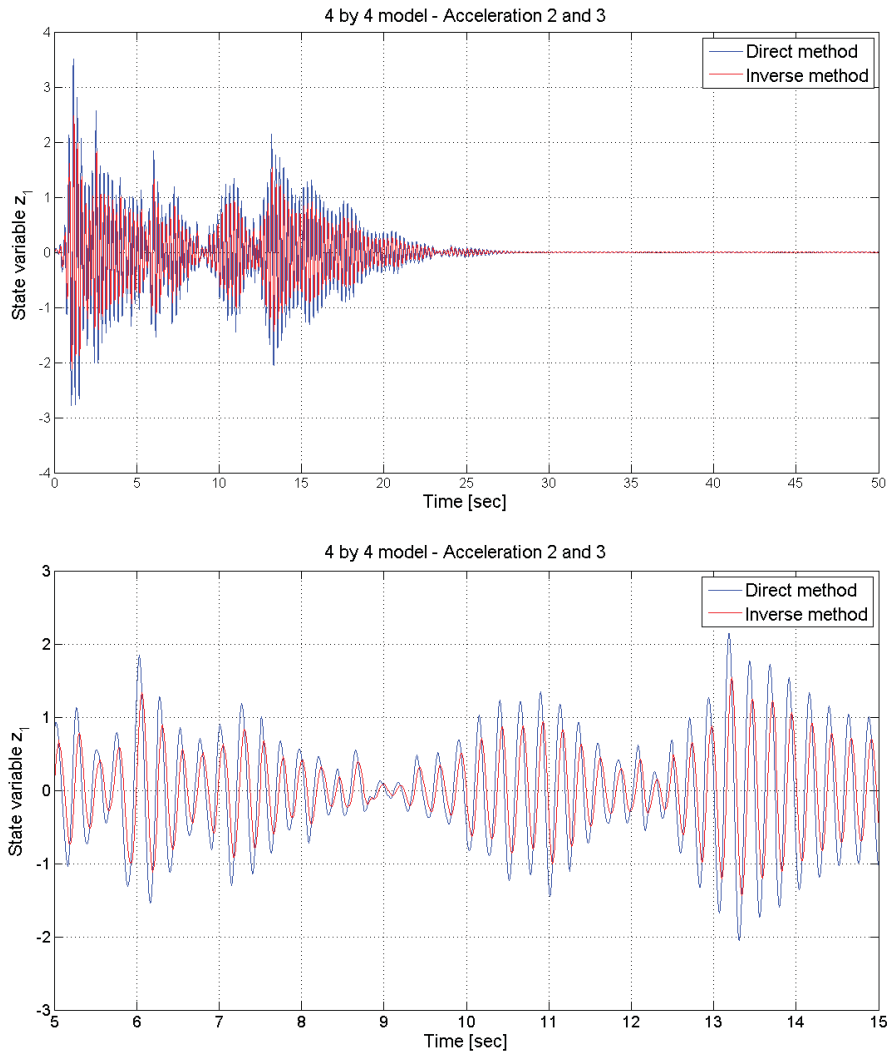 4 by 4 model - Acceleration 2 and 3
Direct method
Inverse method
State variable z1
4
3
2
1
0
-1
-2
-3
-4
0 5 10 15 20 25 30 35 40 45 50
Time [sec]
4 by 4 model - Acceleration 2 and 3
Direct method
Inverse method
State variable z1
3
2
1
0
-1
-2
-3
5 6 7 8 9 10 11 12 13 14 15
Time [sec]